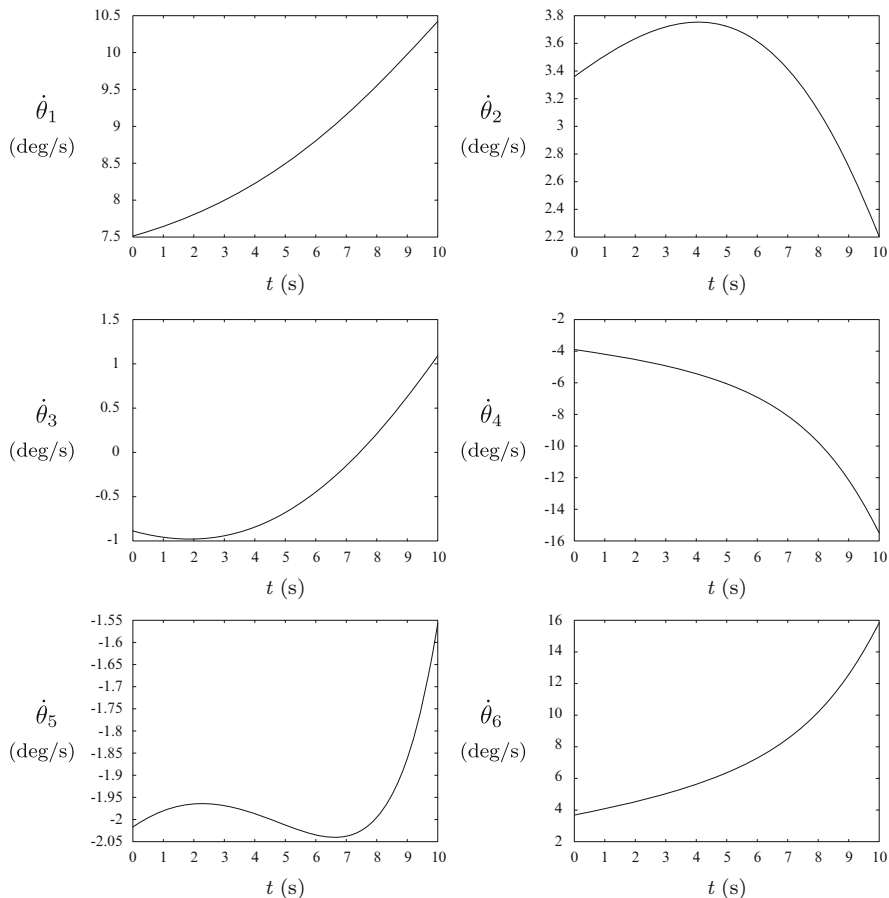 10.5
10
9.5
9
8.5
8
7.5
θ̇1
(deg/s)
0 1 2 3 4 5 6 7 8 9 10
t (s)
3.8
3.6
3.4
3.2
3
2.8
2.6
2.4
2.2
θ̇2
(deg/s)
0 1 2 3 4 5 6 7 8 9 10
t (s)
1.5
1
0.5
0
-0.5
-1
θ̇3
(deg/s)
0 1 2 3 4 5 6 7 8 9 10
t (s)
-2
-4
-6
-8
-10
-12
-14
-16
θ̇4
(deg/s)
0 1 2 3 4 5 6 7 8 9 10
t (s)
-1.55
-1.6
-1.65
-1.7
-1.75
-1.8
-1.85
-1.9
-1.95
-2
-2.05
θ̇5
(deg/s)
0 1 2 3 4 5 6 7 8 9 10
t (s)
16
14
12
10
8
6
4
2
θ̇6
(deg/s)
0 1 2 3 4 5 6 7 8 9 10
t (s)